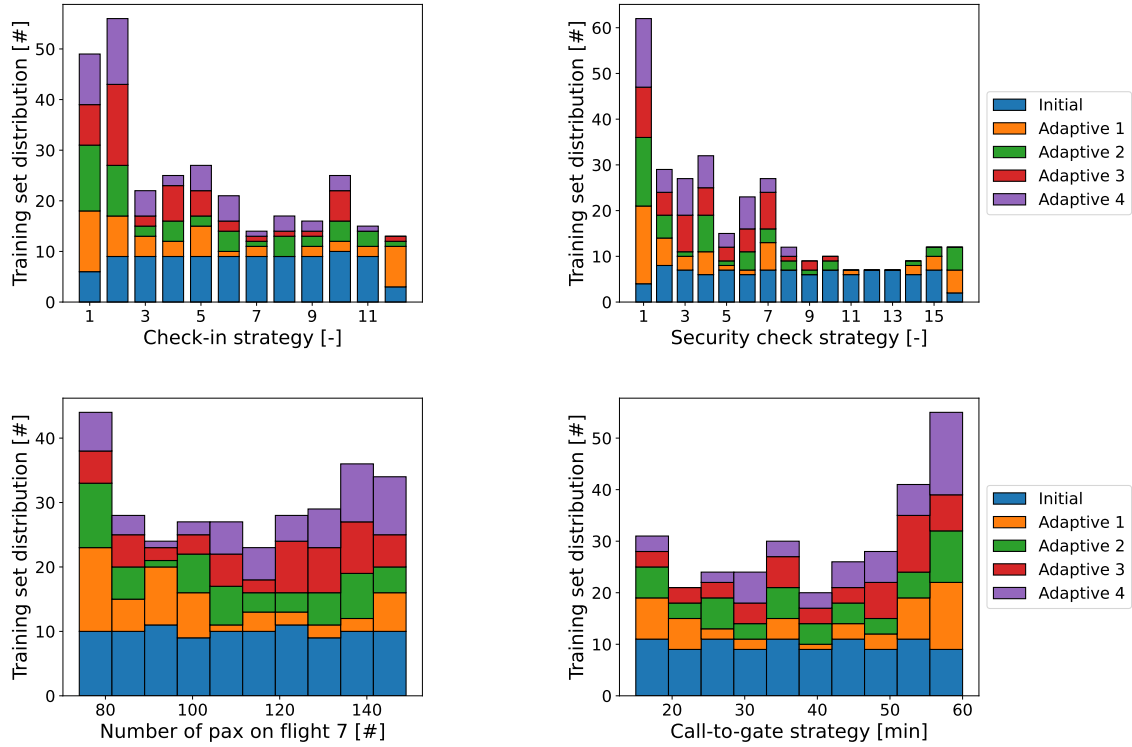 Training set distribution [#]
50
40
30
20
10
0
1 3 5 7 9 11
Check-in strategy [-]
Training set distribution [#]
60
50
40
30
20
10
0
1 3 5 7 9 11 13 15
Security check strategy [-]
Initial
Adaptive 1
Adaptive 2
Adaptive 3
Adaptive 4
Training set distribution [#]
40
30
20
10
0
80 100 120 140
Number of pax on flight 7 [#]
Training set distribution [#]
50
40
30
20
10
0
20 30 40 50 60
Call-to-gate strategy [min]
Initial
Adaptive 1
Adaptive 2
Adaptive 3
Adaptive 4